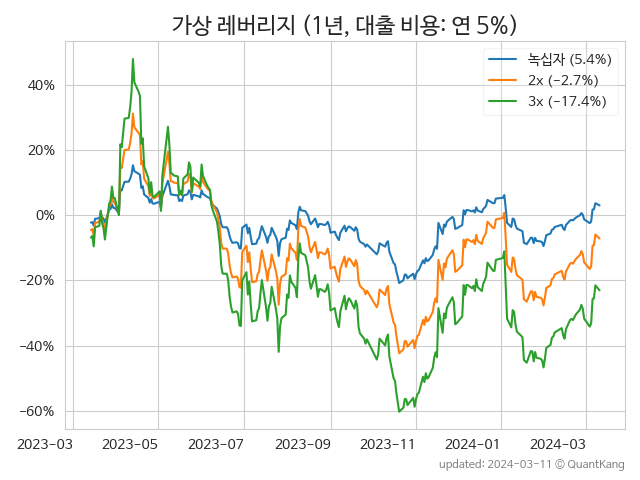 가상 레버리지 (1년, 대출 비용: 연 5%)
녹십자 (5.4%)
2x (−2.7%)
3x (−17.4%)
40%
20%
0%
−20%
−40%
−60%
2023−03 2023−05 2023−07 2023−09 2023−11 2024−01 2024−03
updated: 2024-03-11 © QuantKang